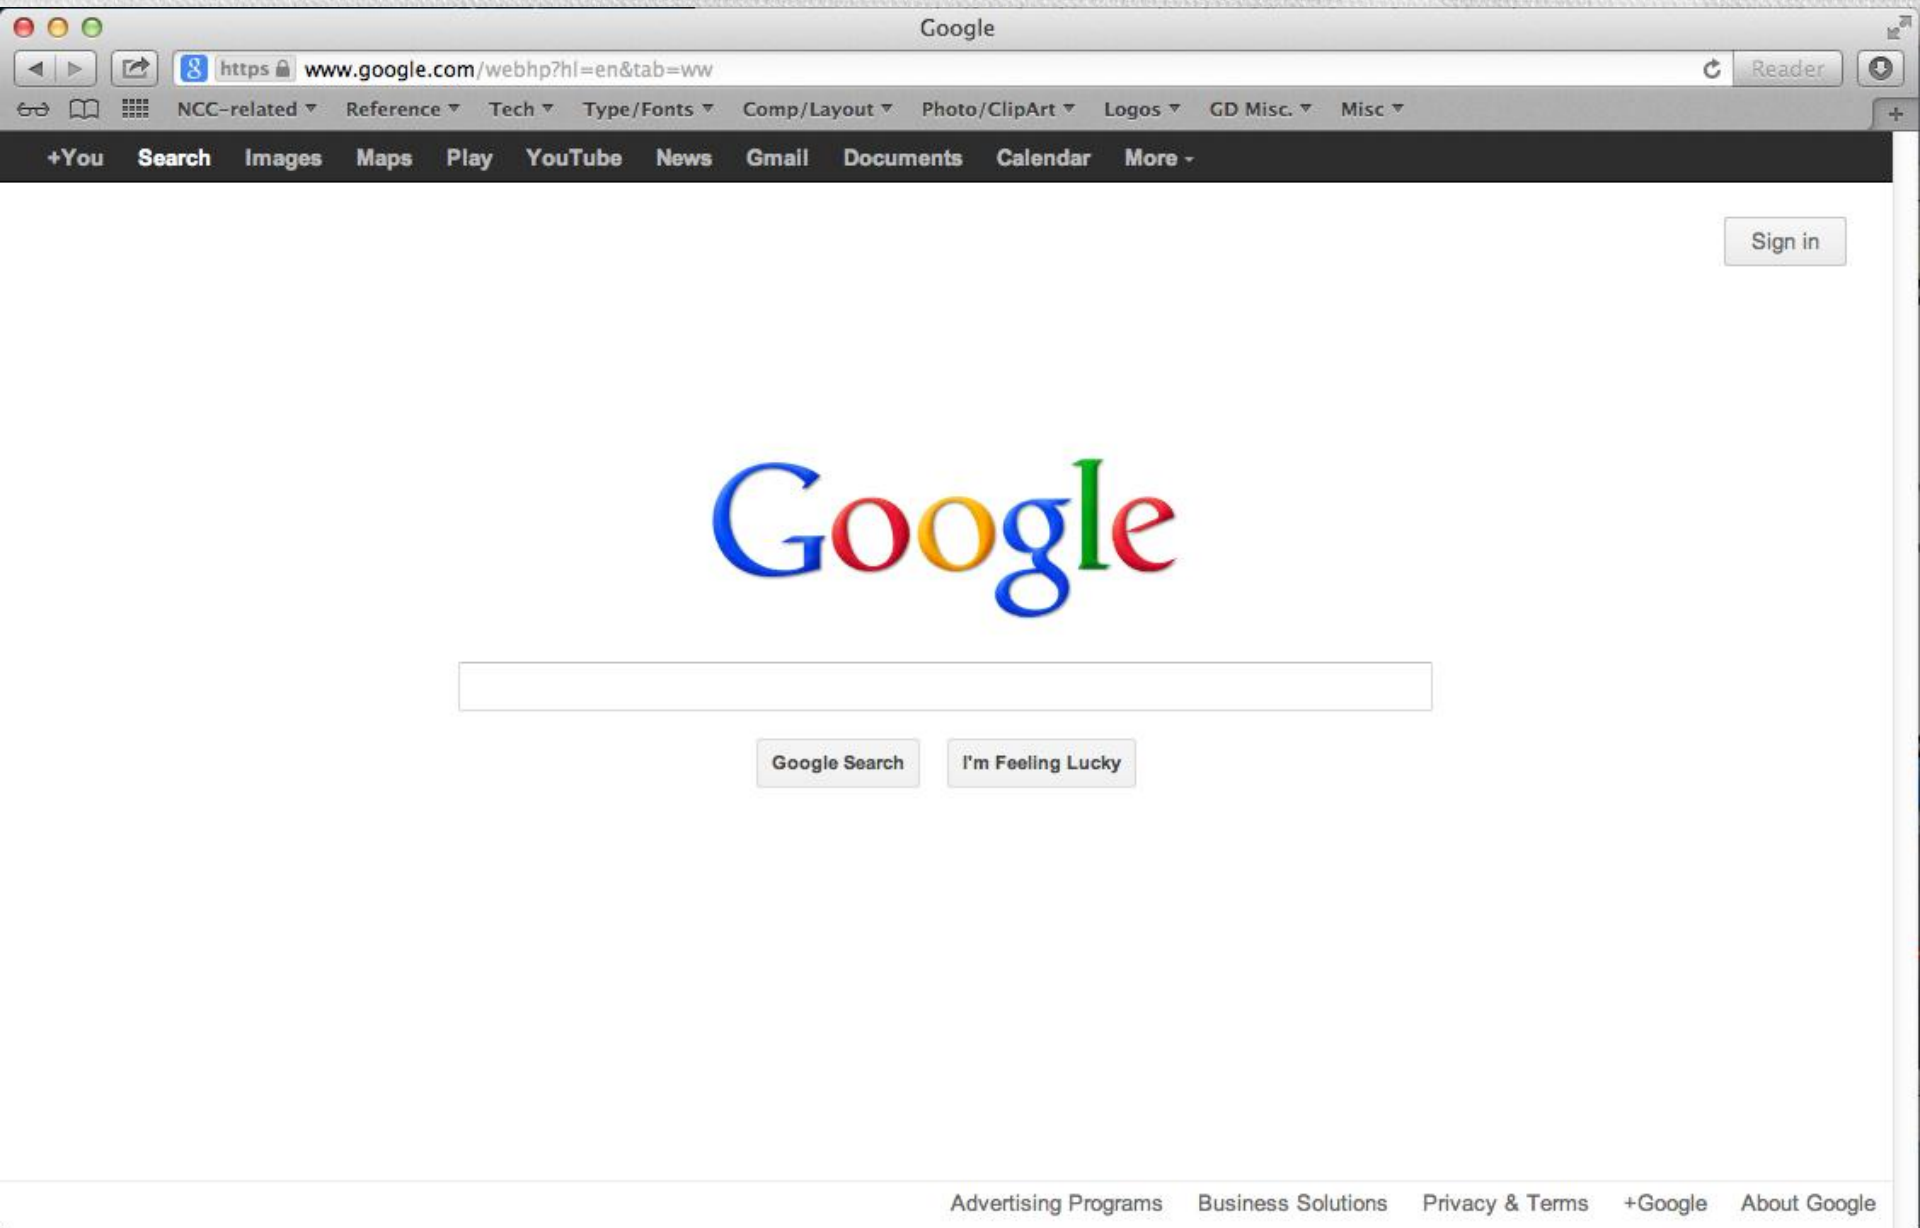 Google
https www.google.com/webhp?hl=en&tab=ww Reader
NCC-related Reference Tech Type/Fonts Comp/Layout Photo/ClipArt Logos GD Misc. Misc
+You Search Images Maps Play YouTube News Gmail Documents Calendar More
Sign in
Google
Google Search I'm Feeling Lucky
Advertising Programs Business Solutions Privacy & Terms +Google About Google